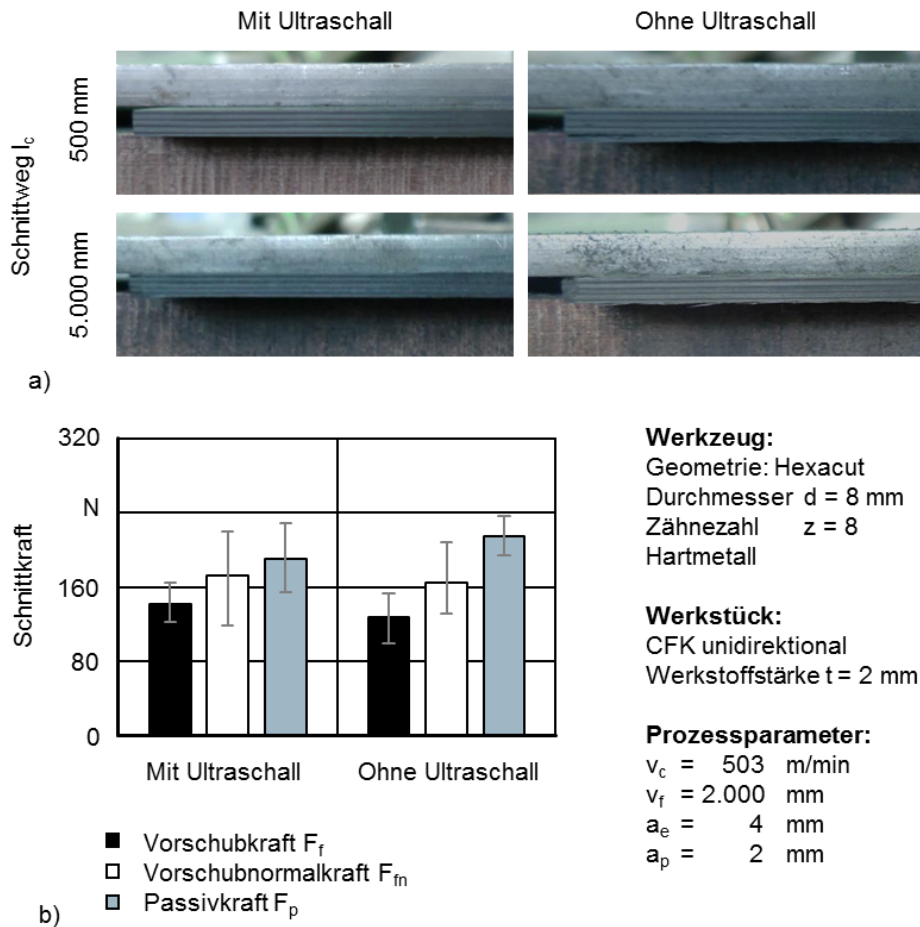 Mit Ultraschall
Ohne Ultraschall
Schnittweg lc
500 mm
5.000 mm
a)
Schnittkraft
320
N
160
80
0
Mit Ultraschall
Ohne Ultraschall
Vorschubkraft Ff
Vorschubnormalkraft Ffn
Passivkraft Fp
b)
Werkzeug:
Geometrie: Hexacut
Durchmesser d = 8 mm
Zähnezahl z = 8
Hartmetall
Werkstück:
CFK unidirektional
Werkstoffstärke t = 2 mm
Prozessparameter:
vc = 503 m/min
vf = 2.000 mm
ae = 4 mm
ap = 2 mm